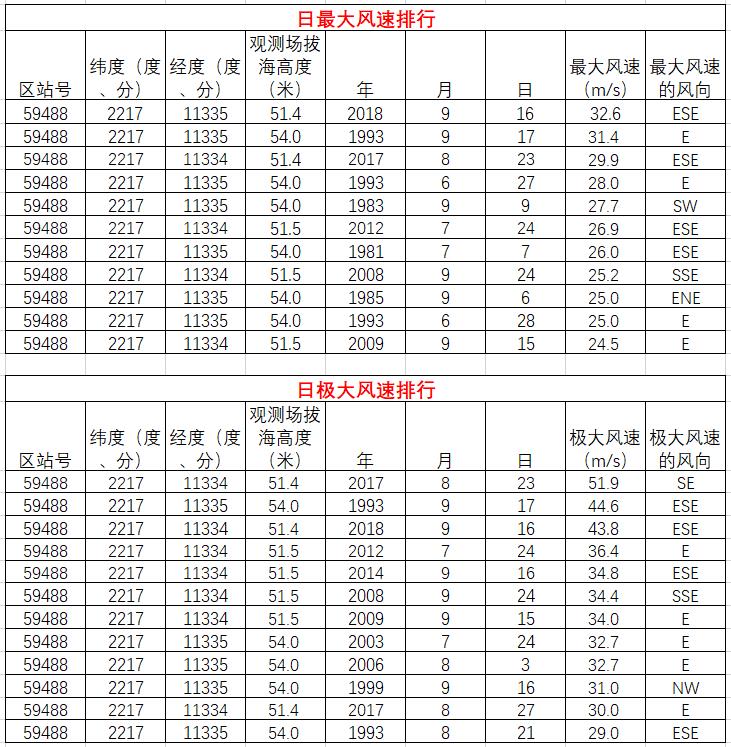 日最大风速排行
区站号 纬度（度、分） 经度（度、分） 观测场拔海高度（米） 年 月 日 最大风速（m/s） 最大风速的风向
59488 2217 11335 51.4 2018 9 16 32.6 ESE
59488 2217 11335 54.0 1993 9 17 31.4 E
59488 2217 11334 51.4 2017 8 23 29.9 ESE
59488 2217 11335 54.0 1993 6 27 28.0 E
59488 2217 11335 54.0 1983 9 9 27.7 SW
59488 2217 11334 51.5 2012 7 24 26.9 ESE
59488 2217 11335 54.0 1981 7 7 26.0 ESE
59488 2217 11334 51.5 2008 9 24 25.2 SSE
59488 2217 11335 54.0 1985 9 6 25.0 ENE
59488 2217 11335 54.0 1993 6 28 25.0 E
59488 2217 11334 51.5 2009 9 15 24.5 E
日极大风速排行
区站号 纬度（度、分） 经度（度、分） 观测场拔海高度（米） 年 月 日 极大风速（m/s） 极大风速的风向
59488 2217 11334 51.4 2017 8 23 51.9 SE
59488 2217 11335 54.0 1993 9 17 44.6 ESE
59488 2217 11334 51.4 2018 9 16 43.8 ESE
59488 2217 11334 51.5 2012 7 24 36.4 E
59488 2217 11334 51.5 2014 9 16 34.8 ESE
59488 2217 11334 51.5 2008 9 24 34.4 SSE
59488 2217 11334 51.5 2009 9 15 34.0 E
59488 2217 11335 54.0 2003 7 24 32.7 E
59488 2217 11335 54.0 2006 8 3 32.7 E
59488 2217 11335 54.0 1999 9 16 31.0 NW
59488 2217 11334 51.4 2017 8 27 30.0 E
59488 2217 11335 54.0 1993 8 21 29.0 ESE